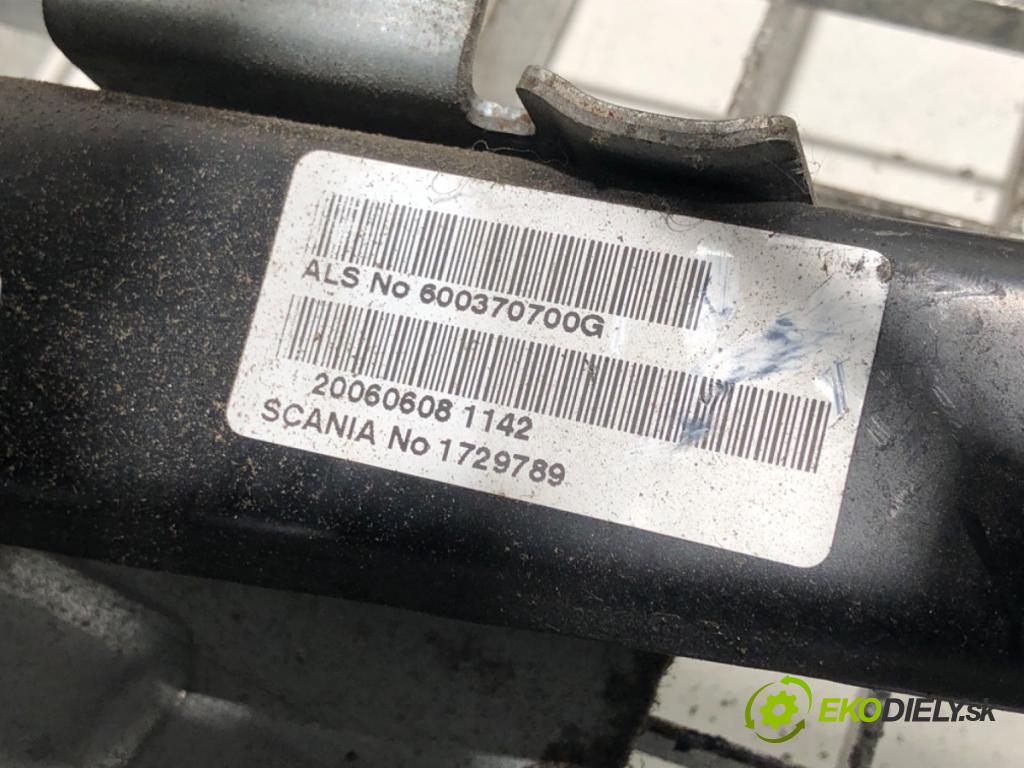 ALS No 600370700G
20060608 1142
SCANIA No 1729789
EKODIELY.sk